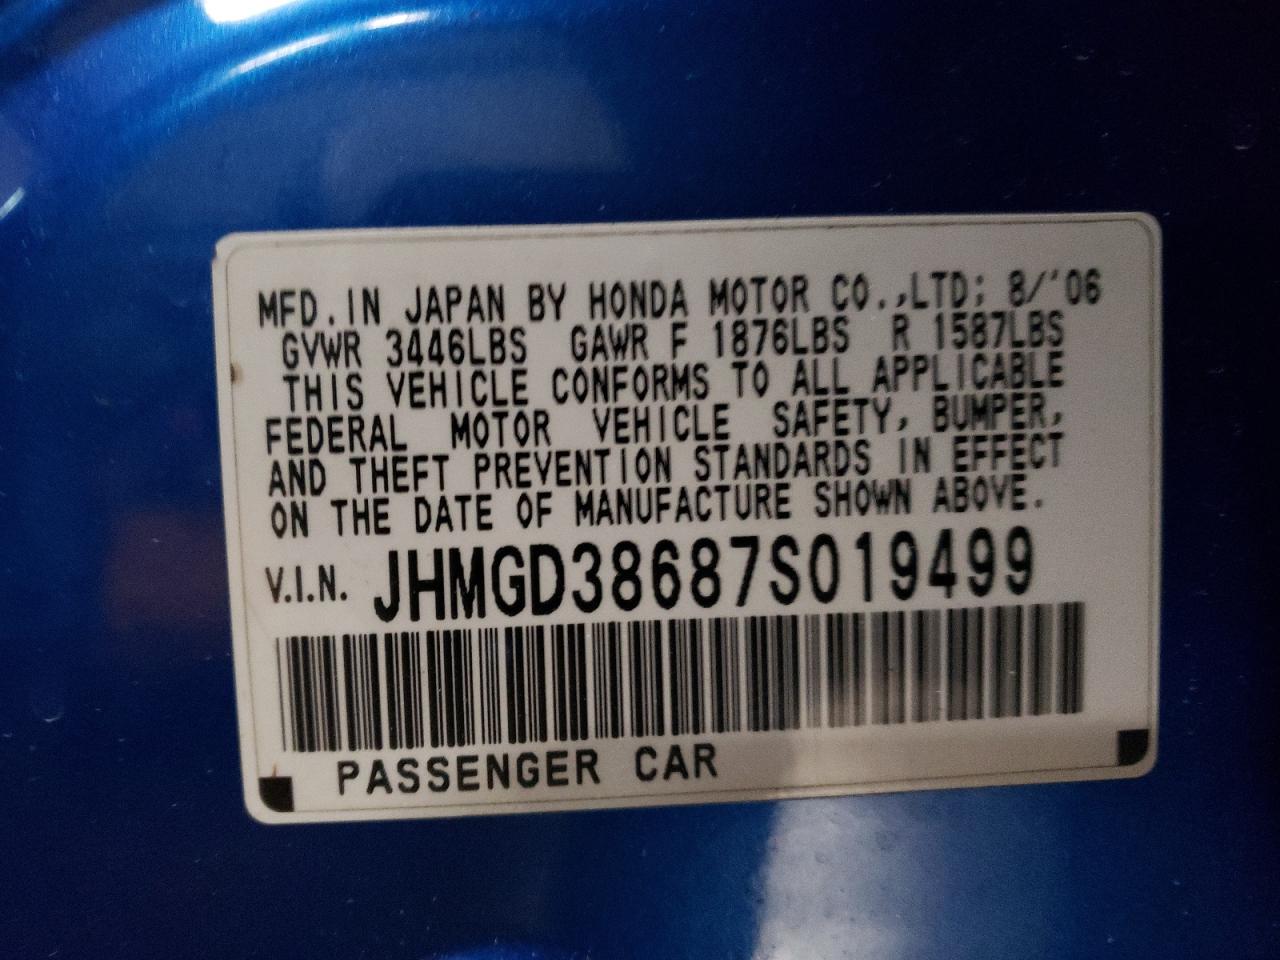 MFD. IN JAPAN BY HONDA MOTOR CO.,LTD; 8/'06
GVWR 3446LBS GAWR F 1876LBS R 1587LBS
THIS VEHICLE CONFORMS TO ALL APPLICABLE
FEDERAL MOTOR VEHICLE SAFETY, BUMPER,
AND THEFT PREVENTION STANDARDS IN EFFECT
ON THE DATE OF MANUFACTURE SHOWN ABOVE.
V.I.N. JHMGD38687S019499
PASSENGER CAR